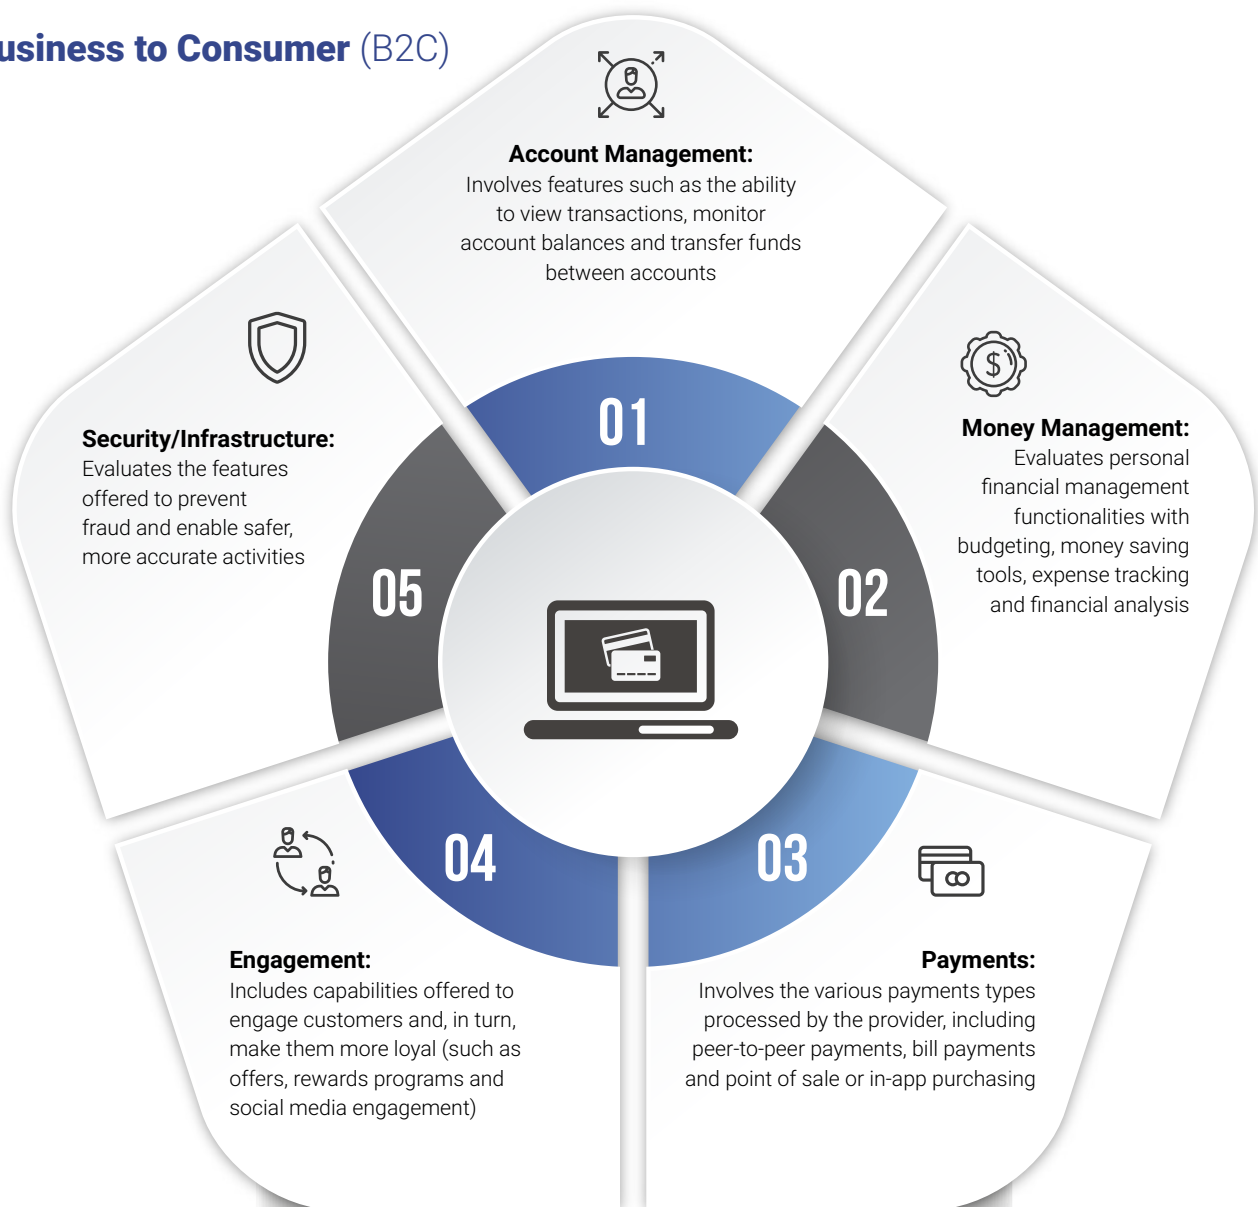 usiness to Consumer (B2C)
Account Management:
Involves features such as the ability
to view transactions, monitor
account balances and transfer funds
between accounts
01
Money Management:
Evaluates personal
financial management
functionalities with
budgeting, money saving
tools, expense tracking
and financial analysis
02
Payments:
Involves the various payments types
processed by the provider, including
peer-to-peer payments, bill payments
and point of sale or in-app purchasing
03
Engagement:
Includes capabilities offered to
engage customers and, in turn,
make them more loyal (such as
offers, rewards programs and
social media engagement)
04
Security/Infrastructure:
Evaluates the features
offered to prevent
fraud and enable safer,
more accurate activities
05
$